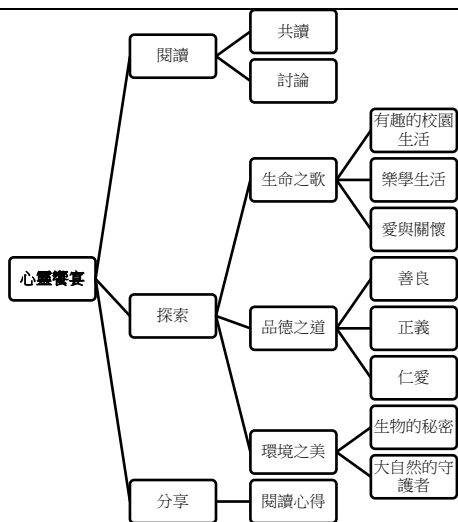 心靈饗宴
閱讀
共讀
討論
探索
生命之歌
有趣的校園
生活
樂學生活
愛與關懷
品德之道
善良
正義
仁愛
環境之美
生物的秘密
大自然的守
護者
分享
閱讀心得